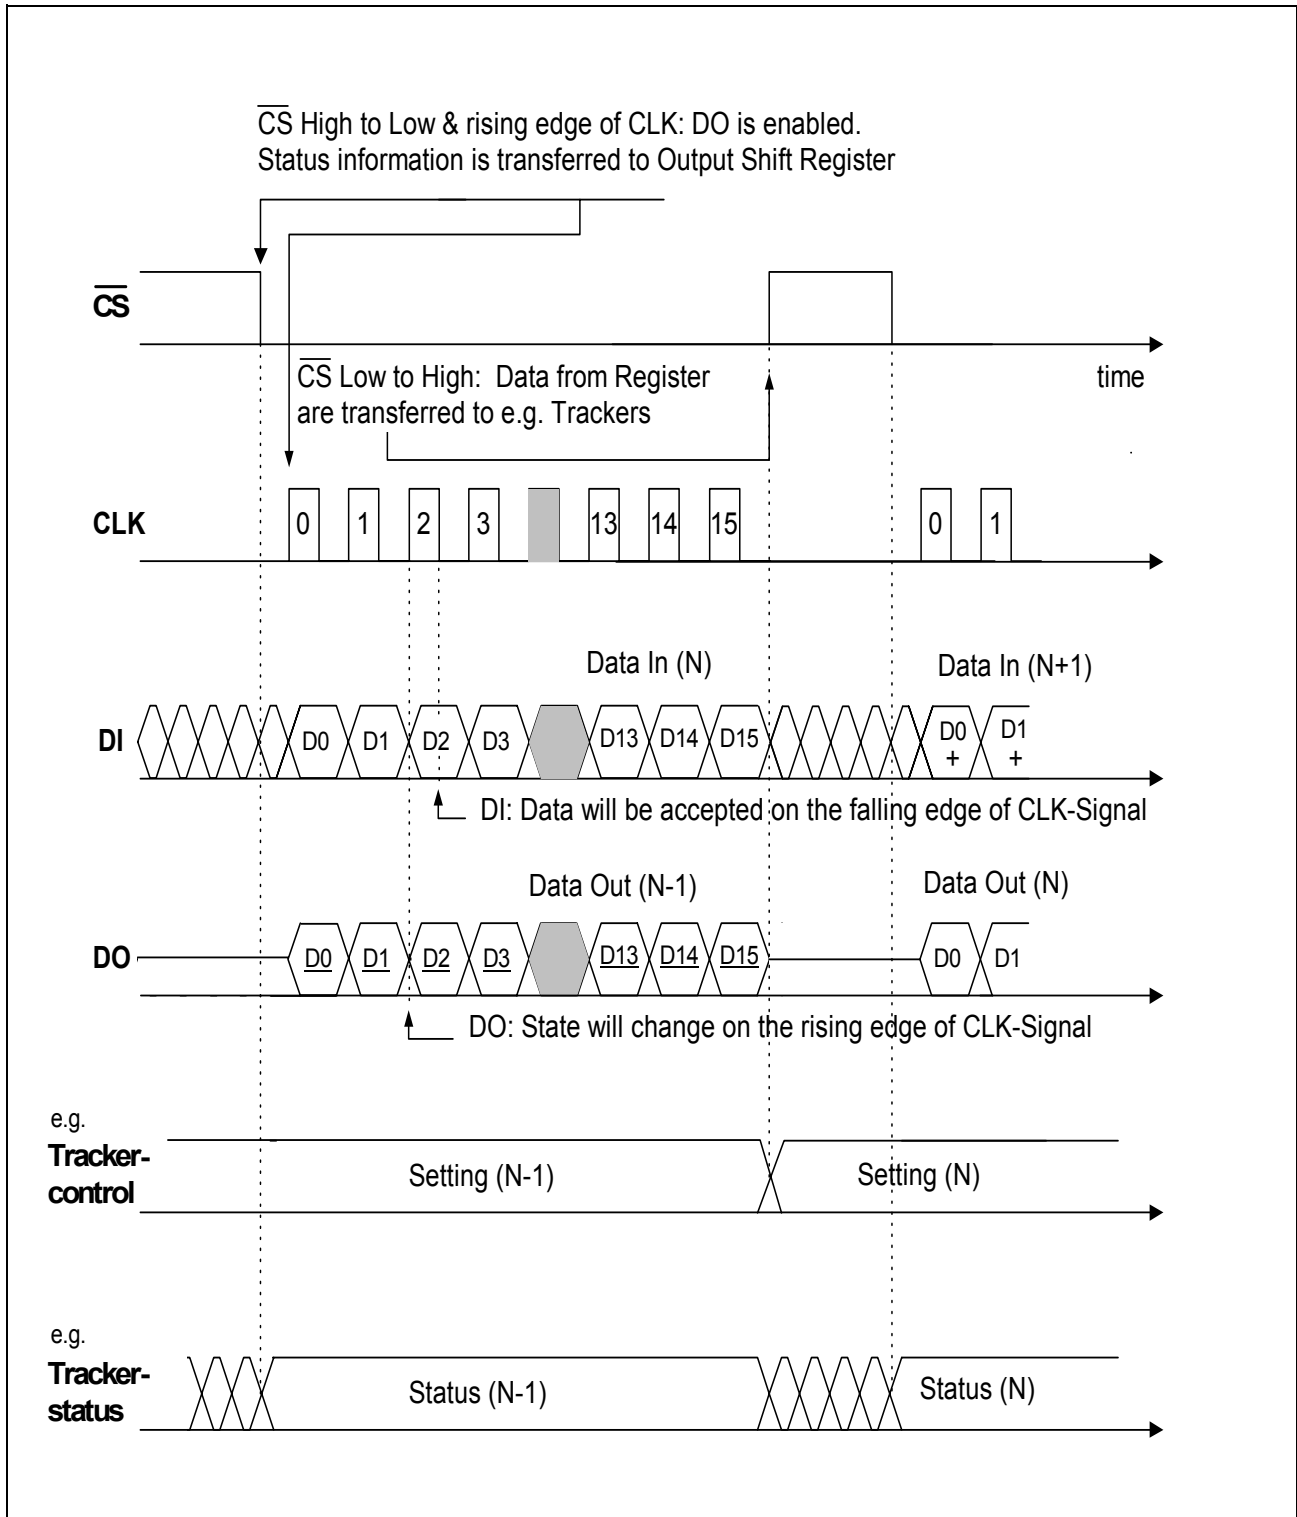 CS High to Low & rising edge of CLK: DO is enabled.
Status information is transferred to Output Shift Register
CS
CS Low to High: Data from Register
are transferred to e.g. Trackers
time
CLK
0 1 2 3 13 14 15 0 1
Data In (N)
Data In (N+1)
DI
D0 D1 D2 D3 D13 D14 D15 D0 + D1 +
DI: Data will be accepted on the falling edge of CLK-Signal
Data Out (N-1)
Data Out (N)
DO
D0 D1 D2 D3 D13 D14 D15 D0 D1
DO: State will change on the rising edge of CLK-Signal
e.g.
Tracker-
control
Setting (N-1)
Setting (N)
e.g.
Tracker-
status
Status (N-1)
Status (N)